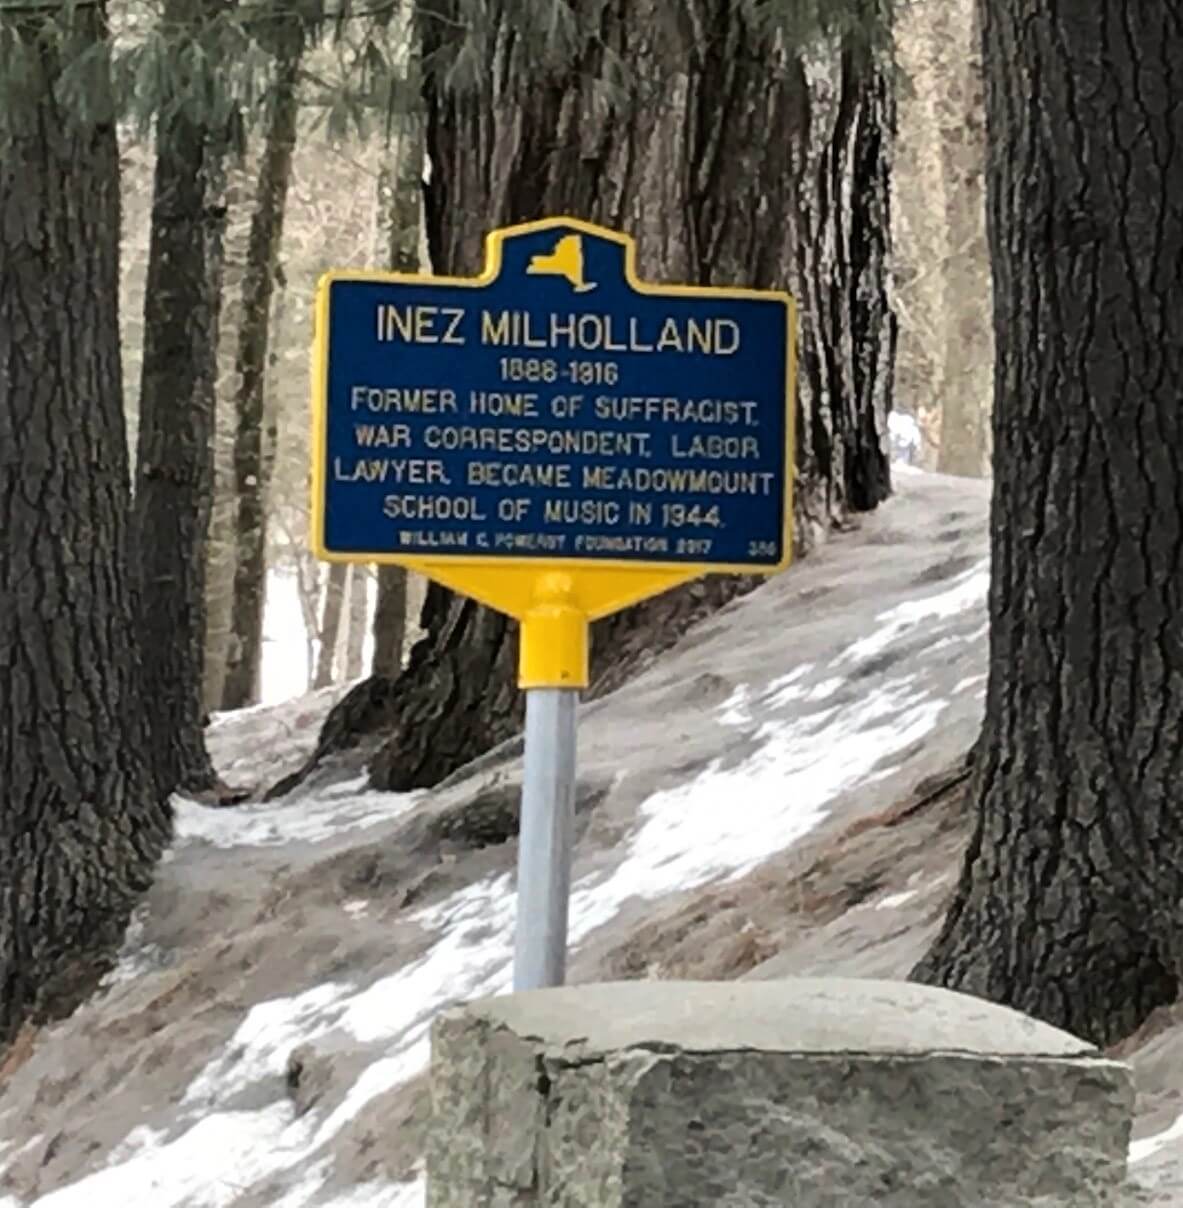 INEZ MILHOLLAND
1886-1916
FORMER HOME OF SUFFRAGIST,
WAR CORRESPONDENT, LABOR
LAWYER. BECAME MEADOWMOUNT
SCHOOL OF MUSIC IN 1944.
WILLIAM G. POMEROY FOUNDATION 2017